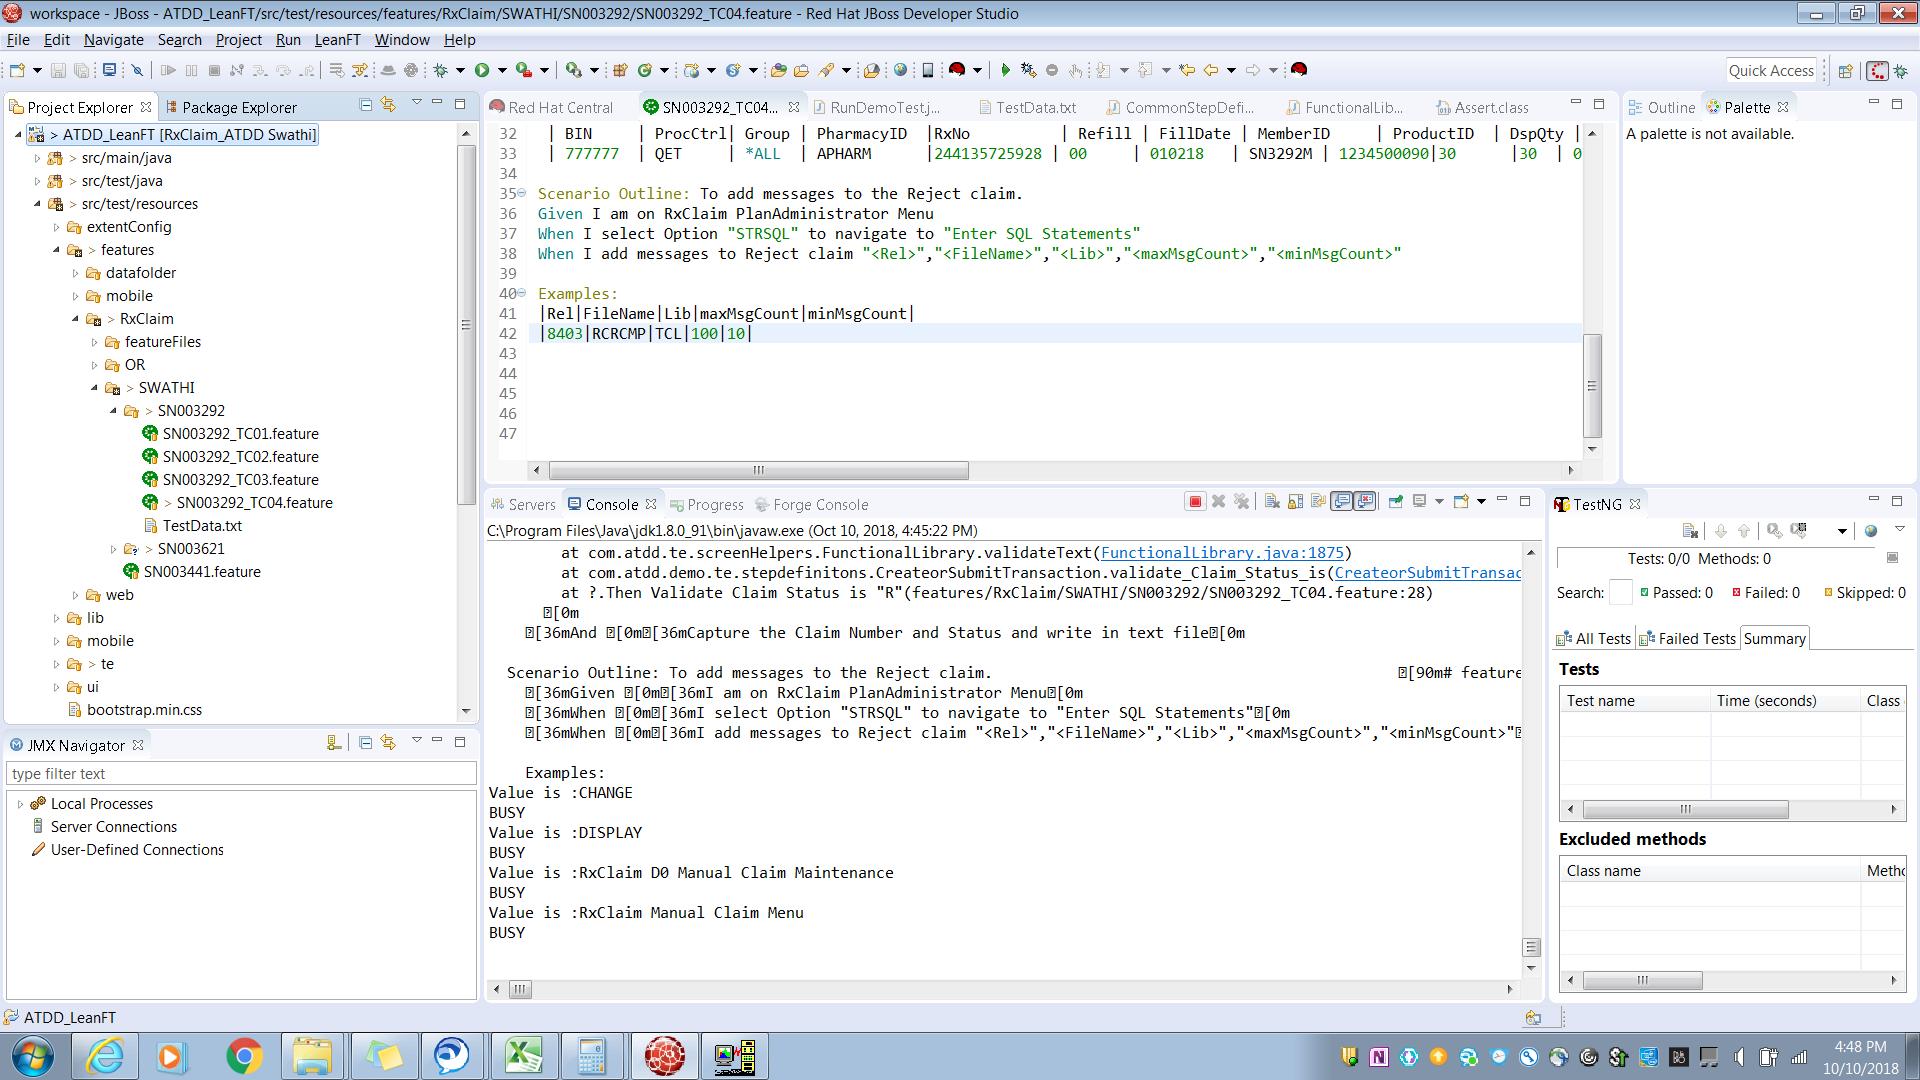 workspace - JBoss - ATDD_LeanFT/src/test/resources/features/RxClaim/SWATHI/SN003292/SN003292_TC04.feature - Red Hat JBoss Developer Studio
File Edit Navigate Search Project Run LeanFT Window Help
Quick Access
Project Explorer
Package Explorer
> ATDD_LeanFT [RxClaim_ATDD Swathi]
> src/main/java
> src/test/java
> src/test/resources
extentConfig
> features
datafolder
mobile
> RxClaim
featureFiles
OR
> SWATHI
> SN003292
SN003292_TC01.feature
SN003292_TC02.feature
SN003292_TC03.feature
> SN003292_TC04.feature
TestData.txt
> SN003621
SN003441.feature
web
lib
mobile
> te
ui
bootstrap.min.css
JMX Navigator
type filter text
Local Processes
Server Connections
User-Defined Connections
Red Hat Central
SN003292_TC04...
RunDemoTest.j...
TestData.txt
CommonStepDefi...
FunctionalLib...
Assert.class
32 | BIN | ProcCtrl| Group | PharmacyID |RxNo | Refill | FillDate | MemberID | ProductID | DspQty |
33 | 777777 | QET | *ALL | APHARM |244135725928 | 00 | 010218 | SN3292M | 1234500090|30 |30 | 0
34
35 Scenario Outline: To add messages to the Reject claim.
36 Given I am on RxClaim PlanAdministrator Menu
37 When I select Option "STRSQL" to navigate to "Enter SQL Statements"
38 When I add messages to Reject claim "<Rel>","<FileName>","<Lib>","<maxMsgCount>","<minMsgCount>"
39
40 Examples:
41 |Rel|FileName|Lib|maxMsgCount|minMsgCount|
42 |8403|RCRCMP|TCL|100|10|
43
44
45
46
47
Outline
Palette
A palette is not available.
Servers
Console
Progress
Forge Console
C:\Program Files\Java\jdk1.8.0_91\bin\javaw.exe (Oct 10, 2018, 4:45:22 PM)
at com.atdd.te.screenHelpers.FunctionalLibrary.validateText(FunctionalLibrary.java:1875)
at com.atdd.demo.te.stepdefinitons.CreateorSubmitTransaction.validate_Claim_Status_is(CreateorSubmitTransac
at ?.Then Validate Claim Status is "R"(features/RxClaim/SWATHI/SN003292/SN003292_TC04.feature:28)
[0m
[36mAnd [0m[36mCapture the Claim Number and Status and write in text file[0m
Scenario Outline: To add messages to the Reject claim. [90m# feature
[36mGiven [0m[36mI am on RxClaim PlanAdministrator Menu[0m
[36mWhen [0m[36mI select Option "STRSQL" to navigate to "Enter SQL Statements"[0m
[36mWhen [0m[36mI add messages to Reject claim "<Rel>","<FileName>","<Lib>","<maxMsgCount>","<minMsgCount>"
Examples:
Value is :CHANGE
BUSY
Value is :DISPLAY
BUSY
Value is :RxClaim D0 Manual Claim Maintenance
BUSY
Value is :RxClaim Manual Claim Menu
BUSY
TestNG
Tests: 0/0 Methods: 0
Search: Passed: 0 Failed: 0 Skipped: 0
All Tests Failed Tests Summary
Tests
Test name Time (seconds) Class
Excluded methods
Class name Metho
ATDD_LeanFT
4:48 PM
10/10/2018